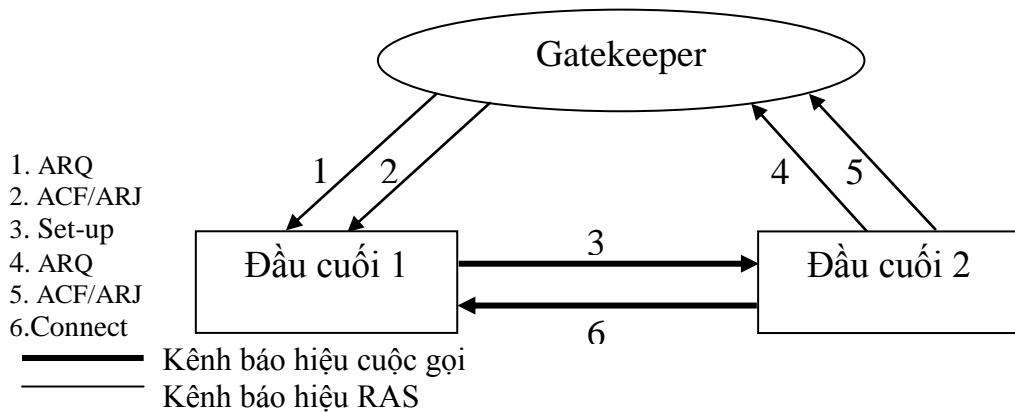 Gatekeeper
1
2
4
5
1. ARQ
2. ACF/ARJ
3. Set-up
4. ARQ
5. ACF/ARJ
6.Connect
Đầu cuối 1
3
Đầu cuối 2
6
Kênh báo hiệu cuộc gọi
Kênh báo hiệu RAS